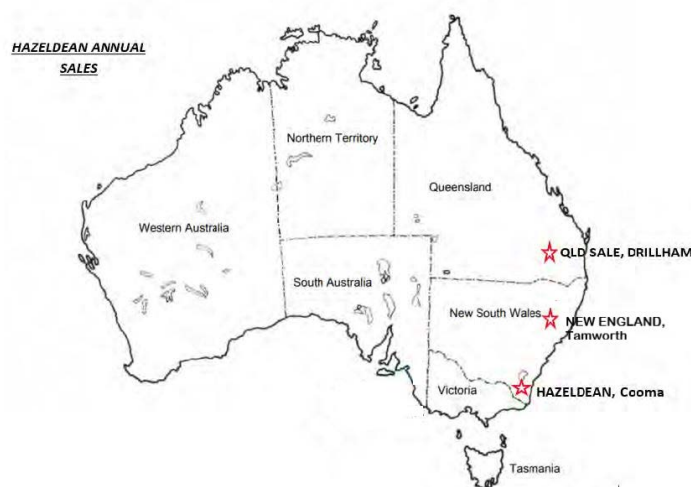 HAZELDEAN ANNUAL
SALES
Northern Territory
Queensland
Western Australia
QLD SALE, DRILLHAM
South Australia
New South Wales
NEW ENGLAND,
Tamworth
Victoria
HAZELDEAN, Cooma
Tasmania